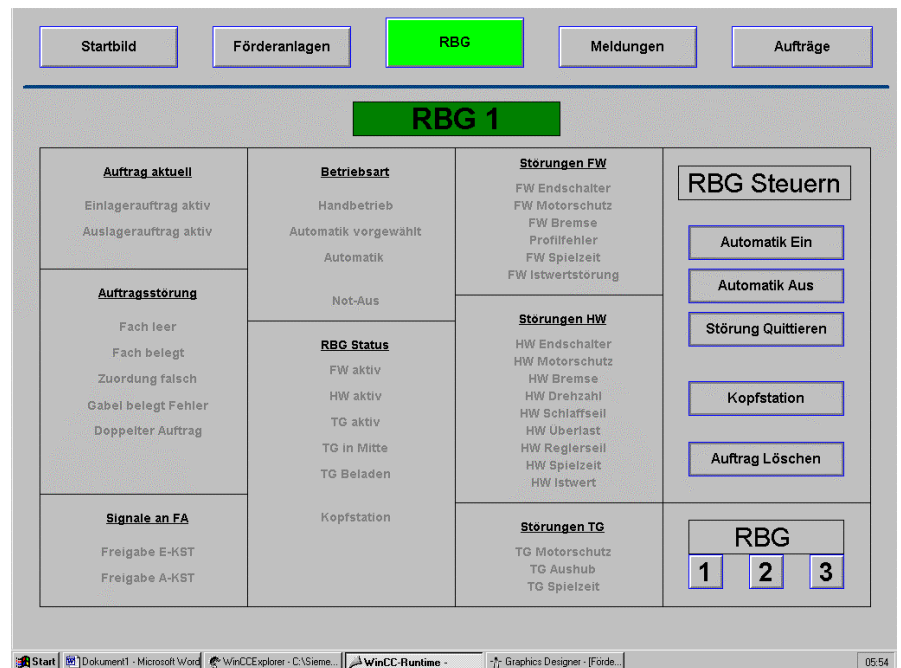 Startbild
Förderanlagen
RBG
Meldungen
Aufträge
RBG 1
Auftrag aktuell
Einlagerauftrag aktiv
Auslagerauftrag aktiv
Auftragsstörung
Fach leer
Fach belegt
Zuordung falsch
Gabel belegt Fehler
Doppelter Auftrag
Signale an FA
Freigabe E-KST
Freigabe A-KST
Betriebsart
Handbetrieb
Automatik vorgewählt
Automatik
Not-Aus
RBG Status
FW aktiv
HW aktiv
TG aktiv
TG in Mitte
TG Beladen
Kopfstation
Störungen FW
FW Endschalter
FW Motorschutz
FW Bremse
Profilfehler
FW Spielzeit
FW Istwertstörung
Störungen HW
HW Endschalter
HW Motorschutz
HW Bremse
HW Drehzahl
HW Schlaffseil
HW Überlast
HW Reglerseil
HW Spielzeit
HW Istwert
Störungen TG
TG Motorschutz
TG Aushub
TG Spielzeit
RBG Steuern
Automatik Ein
Automatik Aus
Störung Quittieren
Kopfstation
Auftrag Löschen
RBG
1 2 3
Start Dokument1 - Microsoft Word WinCCExplorer - C:\Sieme... WinCC-Runtime - Graphics Designer - [Förde... 05:54